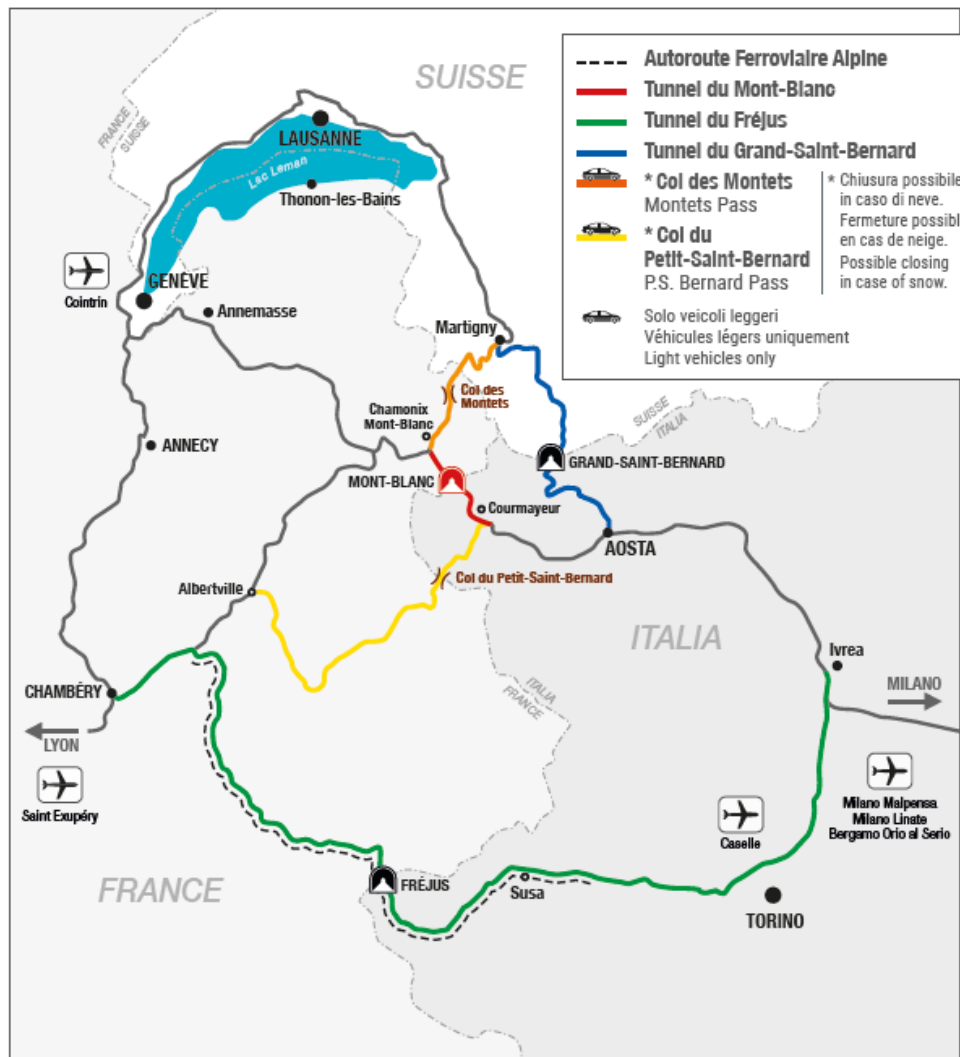 SUISSE
Autoroute Ferroviaire Alpine
Tunnel du Mont-Blanc
Tunnel du Fréjus
Tunnel du Grand-Saint-Bernard
* Col des Montets
Montets Pass
* Col du
Petit-Saint-Bernard
P.S. Bernard Pass
* Chiusura possibile
in caso di neve.
Fermeture possibl
en cas de neige.
Possible closing
in case of snow.
Solo veicoli leggeri
Véhicules légers uniquement
Light vehicles only
FRANCE
SUISSE
LAUSANNE
Lac Leman
Thonon-les-Bains
GENÈVE
Cointrin
Annemasse
Martigny
Col des
Montets
Chamonix
Mont-Blanc
SUISSE
ITALIA
ANNECY
MONT-BLANC
GRAND-SAINT-BERNARD
Courmayeur
AOSTA
Albertville
Col du Petit-Saint-Bernard
ITALIA
Ivrea
ITALIA
FRANCE
CHAMBÉRY
MILANO
LYON
Saint Exupéry
Milano Malpensa
Milano Linate
Bergamo Orio al Serio
Caselle
FRANCE
FRÉJUS
Susa
TORINO